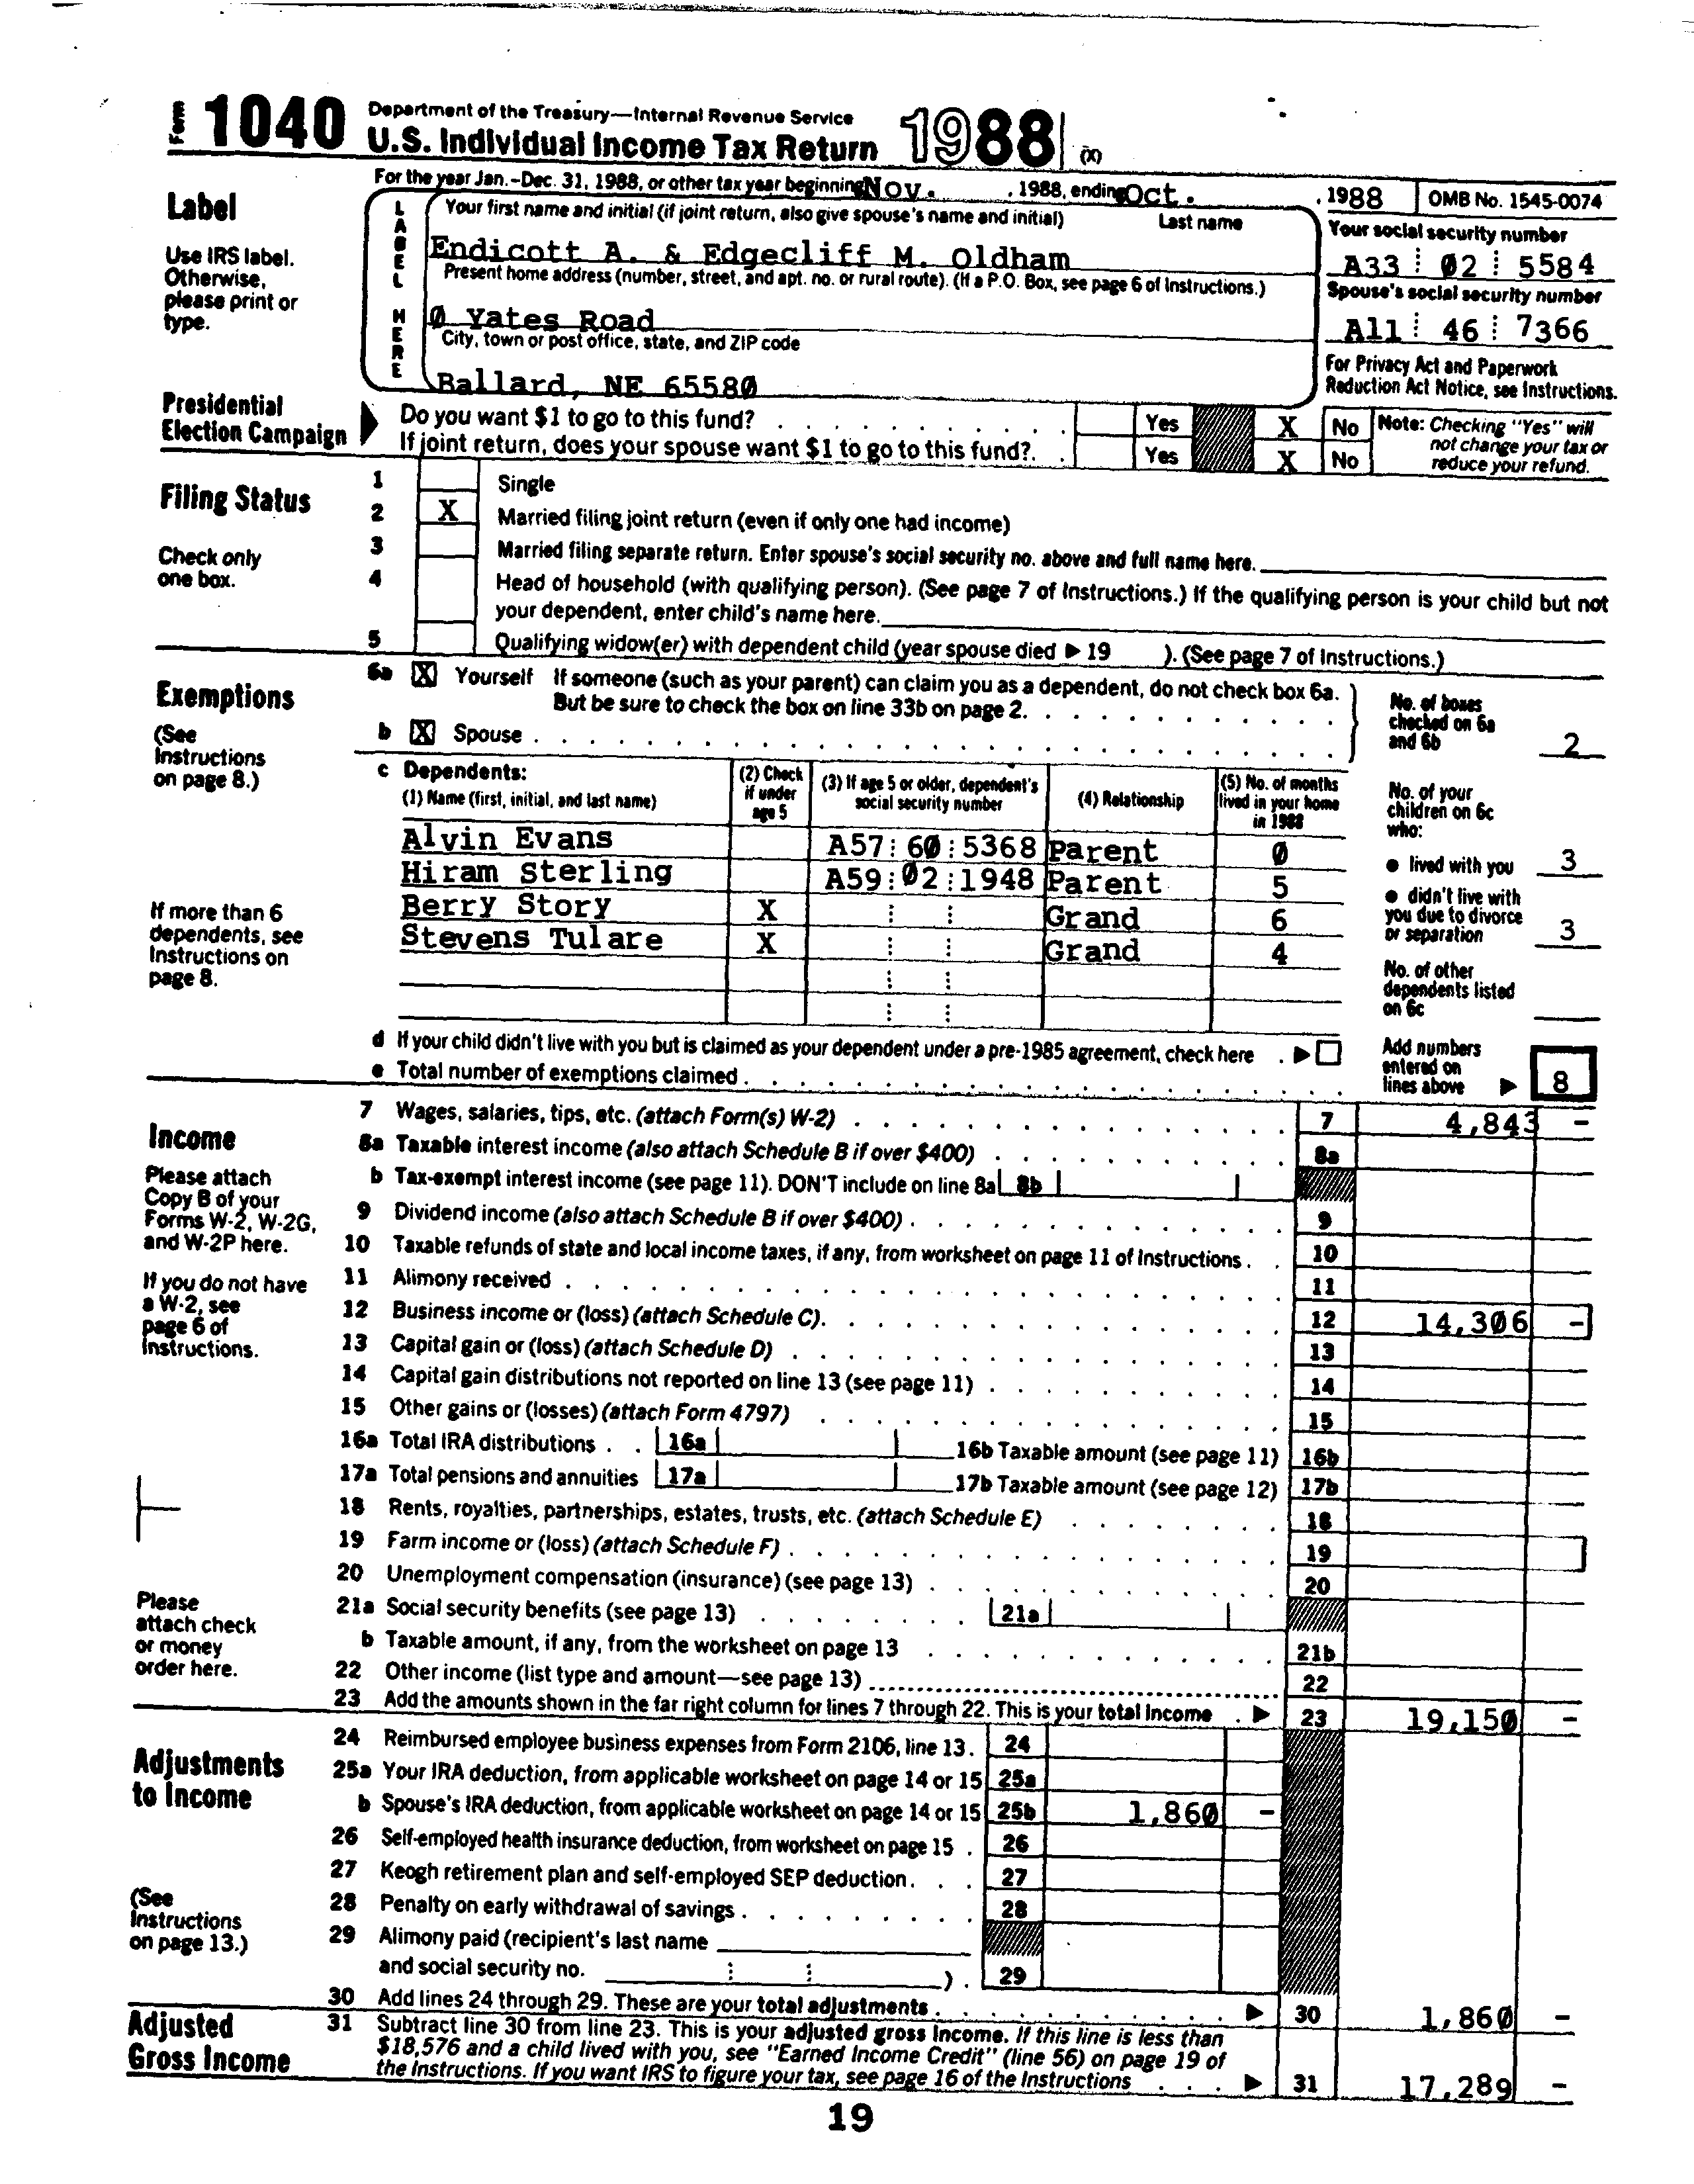 Form 1040 Department of the Treasury—Internal Revenue Service
U.S. Individual Income Tax Return 1988 (X)
For the year Jan.-Dec. 31, 1988, or other tax year beginning Nov. , 1988, ending Oct. , 1988 OMB No. 1545-0074
Label
Use IRS label.
Otherwise,
please print or
type.
LABEL HERE
Your first name and initial (if joint return, also give spouse's name and initial) Last name
Endicott A. & Edgecliff M. Oldham
Present home address (number, street, and apt. no. or rural route). (If a P.O. Box, see page 6 of Instructions.)
0 Yates Road
City, town or post office, state, and ZIP code
Ballard, NE 65580
Your social security number
A33 02 5584
Spouse's social security number
A11 46 7366
For Privacy Act and Paperwork
Reduction Act Notice, see Instructions.
Presidential
Election Campaign
Do you want $1 to go to this fund? Yes X No
If joint return, does your spouse want $1 to go to this fund? Yes X No
Note: Checking "Yes" will
not change your tax or
reduce your refund.
Filing Status
Check only
one box.
1 Single
2 X Married filing joint return (even if only one had income)
3 Married filing separate return. Enter spouse's social security no. above and full name here.
4 Head of household (with qualifying person). (See page 7 of Instructions.) If the qualifying person is your child but not
your dependent, enter child's name here.
5 Qualifying widow(er) with dependent child (year spouse died ▶ 19 ). (See page 7 of Instructions.)
Exemptions
(See
Instructions
on page 8.)
If more than 6
dependents, see
Instructions on
page 8.
6a X Yourself If someone (such as your parent) can claim you as a dependent, do not check box 6a.
But be sure to check the box on line 33b on page 2.
b X Spouse
No. of boxes
checked on 6a
and 6b 2
c Dependents:
(1) Name (first, initial, and last name)
(2) Check
if under
age 5
(3) If age 5 or older, dependent's
social security number
(4) Relationship
(5) No. of months
lived in your home
in 1988
Alvin Evans A57 60 5368 Parent 0
Hiram Sterling A59 02 1948 Parent 5
Berry Story X Grand 6
Stevens Tulare X Grand 4
No. of your
children on 6c
who:
● lived with you 3
● didn't live with
you due to divorce
or separation 3
No. of other
dependents listed
on 6c
d If your child didn't live with you but is claimed as your dependent under a pre-1985 agreement, check here ▶
e Total number of exemptions claimed
Add numbers
entered on
lines above ▶ 8
Income
Please attach
Copy B of your
Forms W-2, W-2G,
and W-2P here.
If you do not have
a W-2, see
page 6 of
Instructions.
Please
attach check
or money
order here.
7 Wages, salaries, tips, etc. (attach Form(s) W-2) 7 4,843 -
8a Taxable interest income (also attach Schedule B if over $400) 8a
b Tax-exempt interest income (see page 11). DON'T include on line 8a 8b
9 Dividend income (also attach Schedule B if over $400) 9
10 Taxable refunds of state and local income taxes, if any, from worksheet on page 11 of Instructions 10
11 Alimony received 11
12 Business income or (loss) (attach Schedule C) 12 14,306 -
13 Capital gain or (loss) (attach Schedule D) 13
14 Capital gain distributions not reported on line 13 (see page 11) 14
15 Other gains or (losses) (attach Form 4797) 15
16a Total IRA distributions 16a 16b Taxable amount (see page 11) 16b
17a Total pensions and annuities 17a 17b Taxable amount (see page 12) 17b
18 Rents, royalties, partnerships, estates, trusts, etc. (attach Schedule E) 18
19 Farm income or (loss) (attach Schedule F) 19
20 Unemployment compensation (insurance) (see page 13) 20
21a Social security benefits (see page 13) 21a
b Taxable amount, if any, from the worksheet on page 13 21b
22 Other income (list type and amount—see page 13) 22
23 Add the amounts shown in the far right column for lines 7 through 22. This is your total income ▶ 23 19,150 -
Adjustments
to Income
(See
Instructions
on page 13.)
24 Reimbursed employee business expenses from Form 2106, line 13. 24
25a Your IRA deduction, from applicable worksheet on page 14 or 15 25a
b Spouse's IRA deduction, from applicable worksheet on page 14 or 15 25b 1,860 -
26 Self-employed health insurance deduction, from worksheet on page 15 26
27 Keogh retirement plan and self-employed SEP deduction 27
28 Penalty on early withdrawal of savings 28
29 Alimony paid (recipient's last name
and social security no. ) 29
30 Add lines 24 through 29. These are your total adjustments ▶ 30 1,860 -
Adjusted
Gross Income
31 Subtract line 30 from line 23. This is your adjusted gross income. If this line is less than
$18,576 and a child lived with you, see "Earned Income Credit" (line 56) on page 19 of
the Instructions. If you want IRS to figure your tax, see page 16 of the Instructions ▶ 31 17,289 -
19